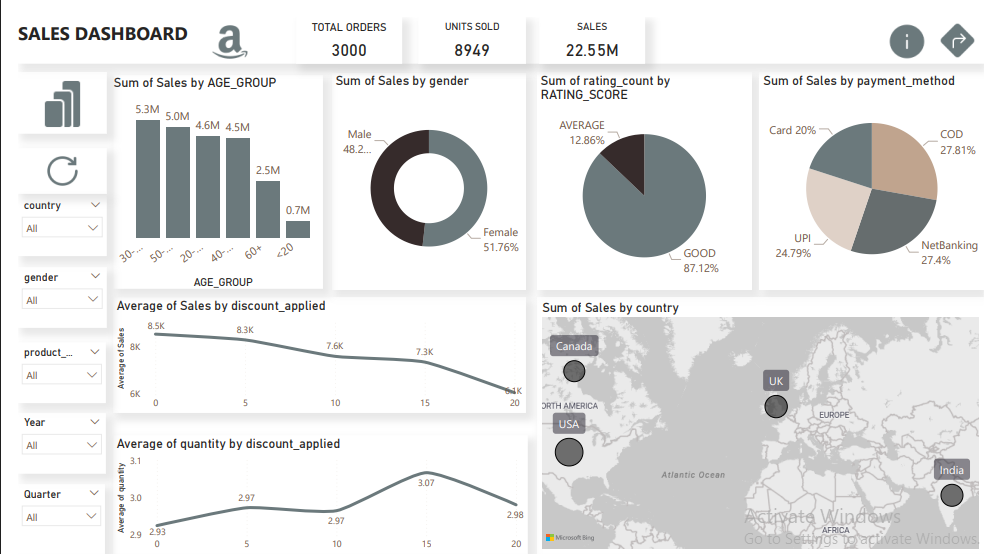 SALES DASHBOARD
a
TOTAL ORDERS
3000
UNITS SOLD
8949
SALES
22.55M
country
All
gender
All
product_...
All
Year
All
Quarter
All
Sum of Sales by AGE_GROUP
5.3M
5.0M
4.6M
4.5M
2.5M
0.7M
30-...
50-...
20-...
40-...
60+
<20
AGE_GROUP
Sum of Sales by gender
Male
48.2...
Female
51.76%
Sum of rating_count by
RATING_SCORE
AVERAGE
12.86%
GOOD
87.12%
Sum of Sales by payment_method
Card 20%
COD
27.81%
UPI
24.79%
NetBanking
27.4%
Average of Sales by discount_applied
Average of Sales
8K
6K
8.5K
8.3K
7.6K
7.3K
6.1K
0 5 10 15 20
Average of quantity by discount_applied
Average of quantity
3.1
3.0
2.9
2.93
2.97
2.97
3.07
2.98
0 5 10 15 20
Sum of Sales by country
Canada
UK
ORTH AMERICA
USA
EUROPE
Atlantic Ocean
India
AFRICA
Microsoft Bing
Activate Windows
Go to Settings to activate Windows.